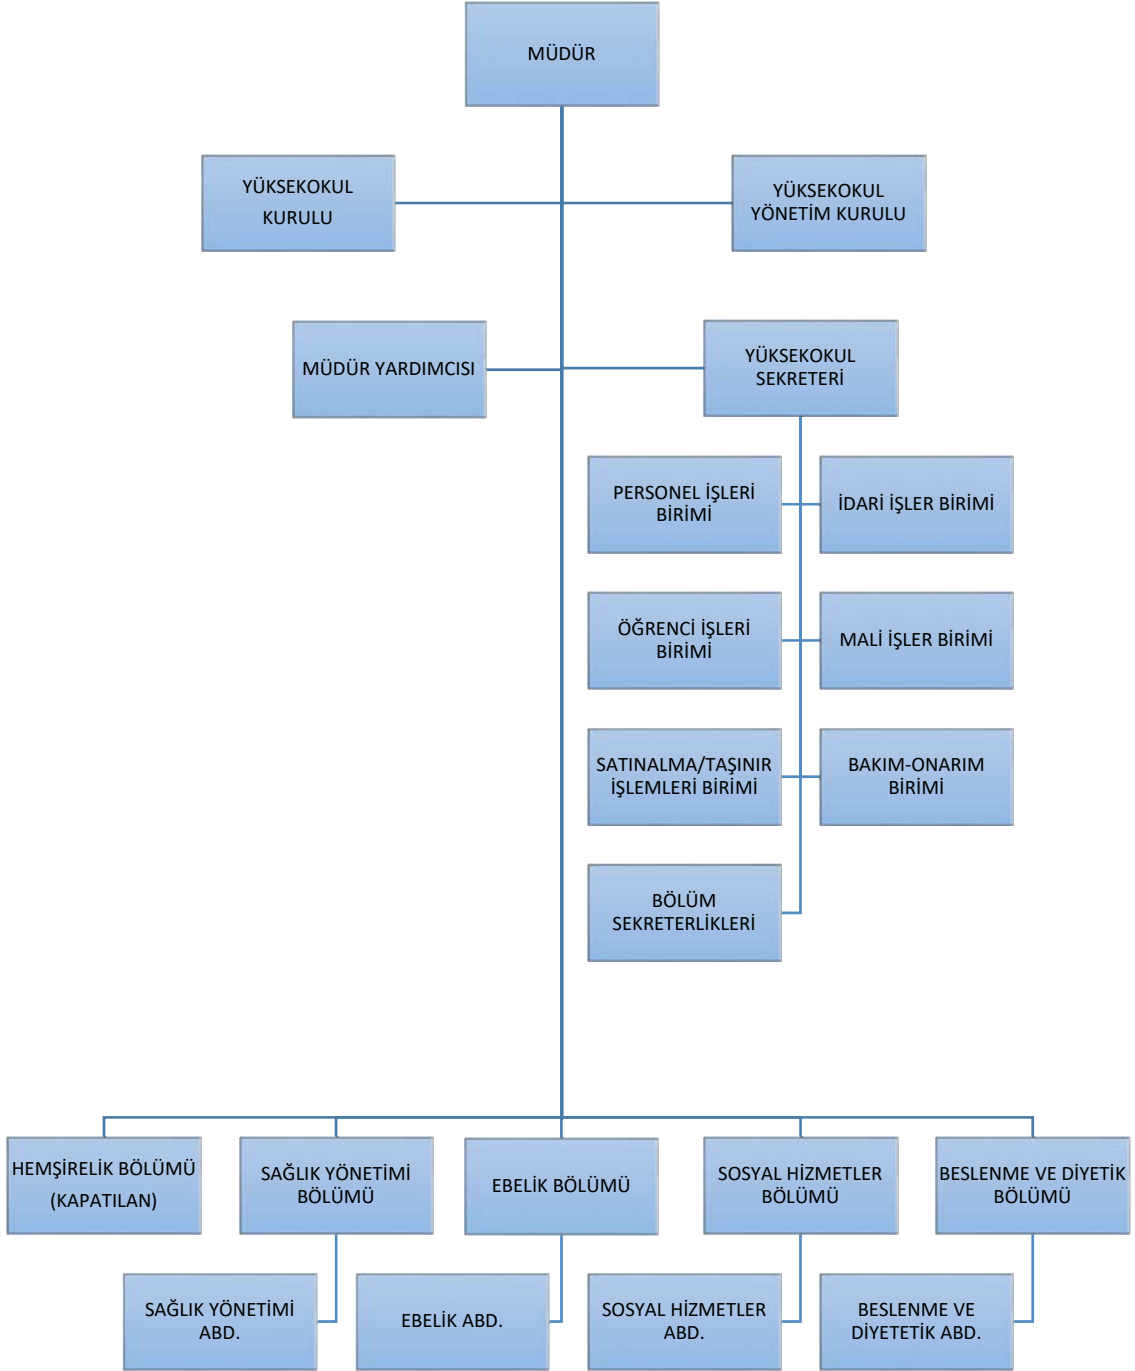 MÜDÜR
YÜKSEKOKUL
KURULU
YÜKSEKOKUL
YÖNETİM KURULU
MÜDÜR YARDIMCISI
YÜKSEKOKUL
SEKRETERİ
PERSONEL İŞLERİ
BİRİMİ
İDARİ İŞLER BİRİMİ
ÖĞRENCİ İŞLERİ
BİRİMİ
MALİ İŞLER BİRİMİ
SATINALMA/TAŞINIR
İŞLEMLERİ BİRİMİ
BAKIM-ONARIM
BİRİMİ
BÖLÜM
SEKRETERLİKLERİ
HEMŞİRELİK BÖLÜMÜ
(KAPATILAN)
SAĞLIK YÖNETİMİ
BÖLÜMÜ
EBELİK BÖLÜMÜ
SOSYAL HİZMETLER
BÖLÜMÜ
BESLENME VE DİYETİK
BÖLÜMÜ
SAĞLIK YÖNETİMİ
ABD.
EBELİK ABD.
SOSYAL HİZMETLER
ABD.
BESLENME VE
DİYETETİK ABD.